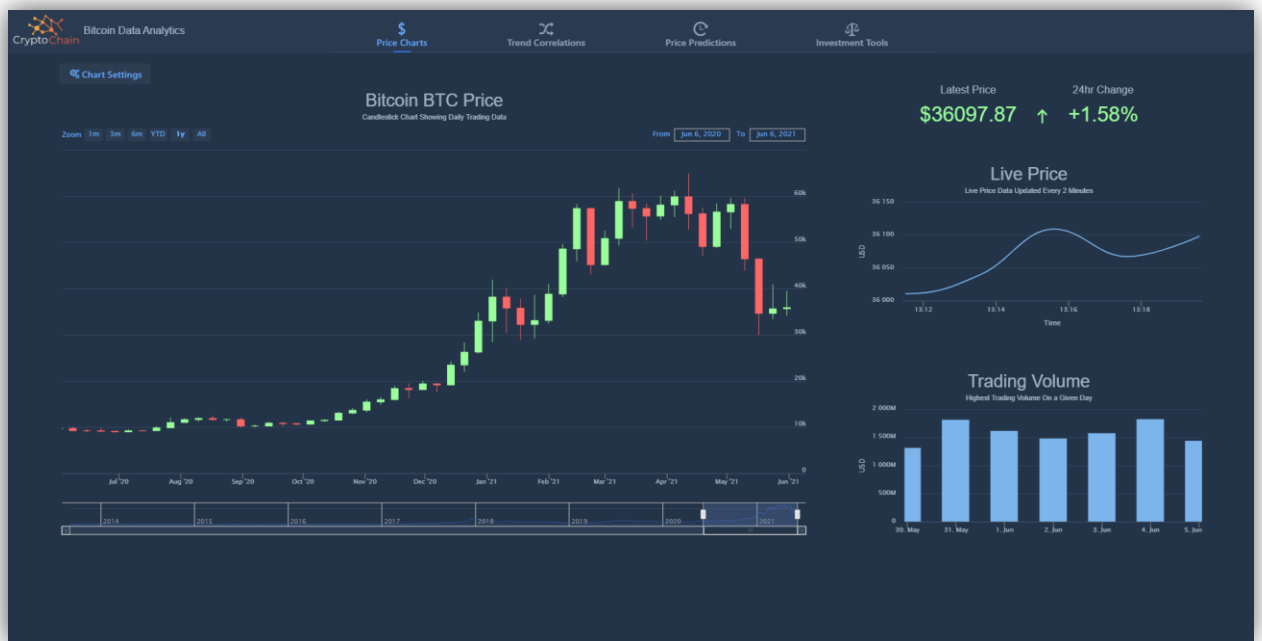 CryptoChain
Bitcoin Data Analytics
$
Price Charts
Trend Correlations
Price Predictions
Investment Tools
Chart Settings
Bitcoin BTC Price
Candlestick Chart Showing Daily Trading Data
Zoom 1m 3m 6m YTD 1y All
From Jun 6, 2020 To Jun 6, 2021
60k
50k
40k
30k
20k
10k
0
Jul '20 Aug '20 Sep '20 Oct '20 Nov '20 Dec '20 Jan '21 Feb '21 Mar '21 Apr '21 May '21 Jun '21
2014 2015 2016 2017 2018 2019 2020 2021
Latest Price 24hr Change
$36097.87 ↑ +1.58%
Live Price
Live Price Data Updated Every 2 Minutes
36 150
36 100
36 050
36 000
USD
13:12 13:14 13:16 13:18
Time
Trading Volume
Highest Trading Volume On a Given Day
2 000M
1 500M
1 000M
500M
0
USD
30. May 31. May 1. Jun 2. Jun 3. Jun 4. Jun 5. Jun